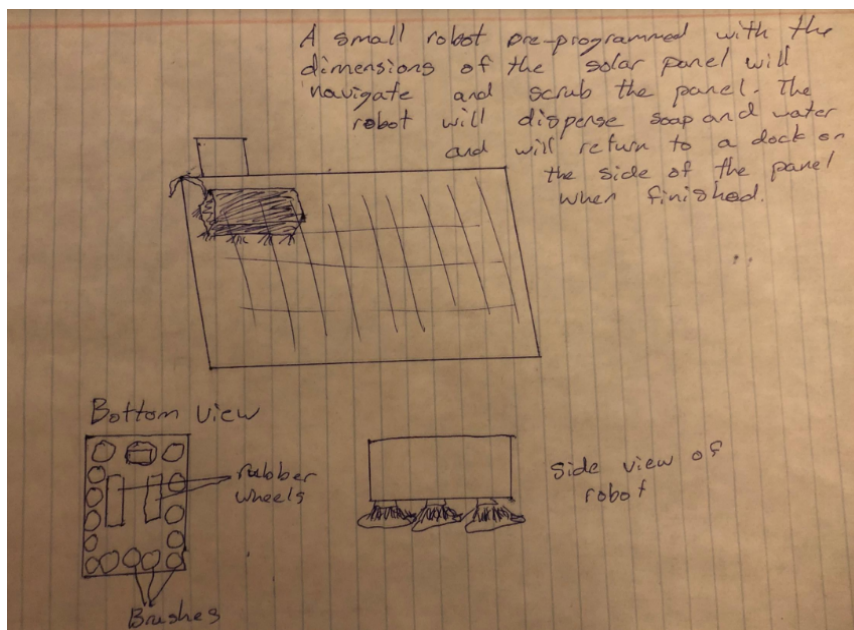 A small robot pre-programmed with the
dimensions of the solar panel will
navigate and scrub the panel. The
robot will dispense soap and water
and will return to a dock on
the side of the panel
when finished.
Bottom view
rubber
wheels
Brushes
side view of
robot